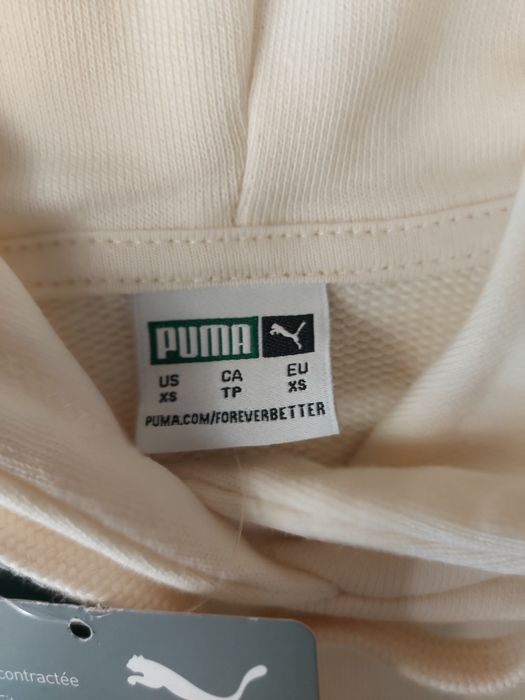 PUMA
US CA EU
XS TP XS
PUMA.COM/FOREVERBETTER
contractée